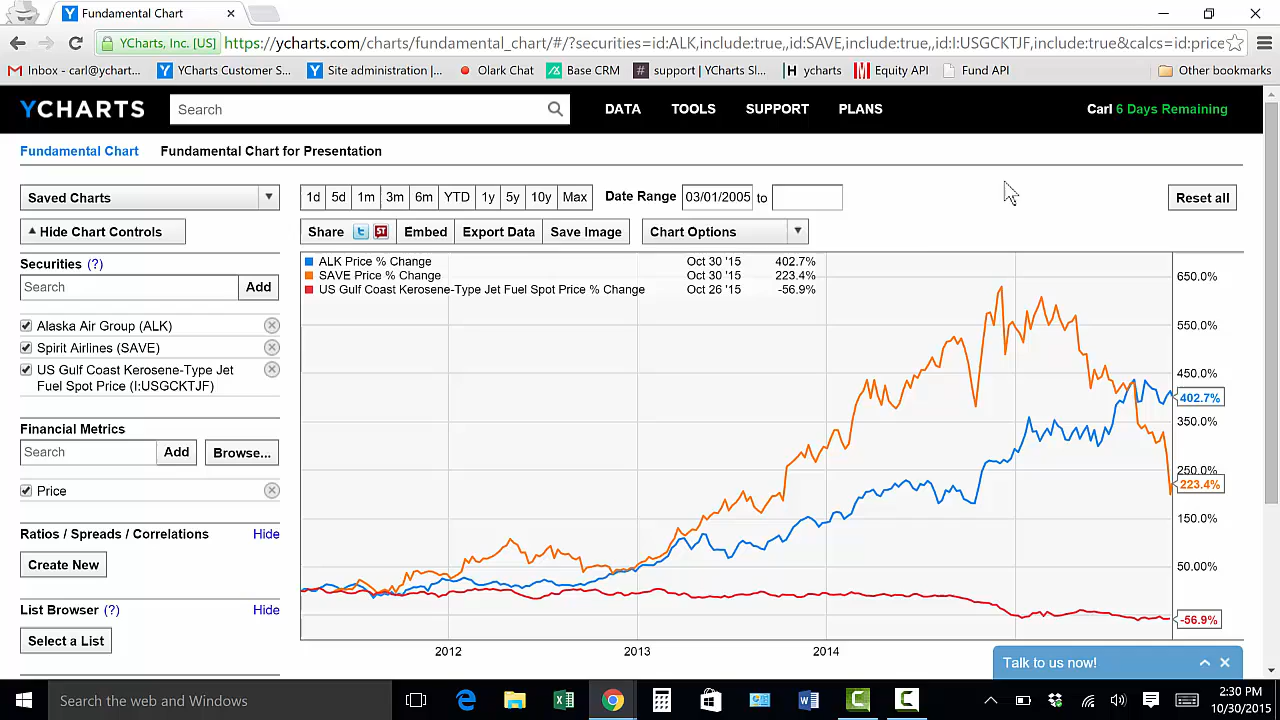 Fundamental Chart
YCharts, Inc. [US] https://ycharts.com/charts/fundamental_chart/#/?securities=id:ALK,include:true,,id:SAVE,include:true,,id:I:USGCKTJF,include:true&calcs=id:price
Inbox - carl@ychart... YCharts Customer S... Site administration |... Olark Chat Base CRM support | YCharts Sl... ycharts Equity API Fund API Other bookmarks
YCHARTS Search DATA TOOLS SUPPORT PLANS Carl 6 Days Remaining
Fundamental Chart Fundamental Chart for Presentation
Saved Charts 1d 5d 1m 3m 6m YTD 1y 5y 10y Max Date Range 03/01/2005 to Reset all
Hide Chart Controls Share Embed Export Data Save Image Chart Options
Securities (?)
Search Add
Alaska Air Group (ALK)
Spirit Airlines (SAVE)
US Gulf Coast Kerosene-Type Jet
Fuel Spot Price (I:USGCKTJF)
Financial Metrics
Search Add Browse...
Price
Ratios / Spreads / Correlations Hide
Create New
List Browser (?) Hide
Select a List
ALK Price % Change Oct 30 '15 402.7%
SAVE Price % Change Oct 30 '15 223.4%
US Gulf Coast Kerosene-Type Jet Fuel Spot Price % Change Oct 26 '15 -56.9%
650.0%
550.0%
450.0%
402.7%
350.0%
250.0%
223.4%
150.0%
50.00%
-56.9%
2012 2013 2014
Talk to us now!
Search the web and Windows
2:30 PM
10/30/2015